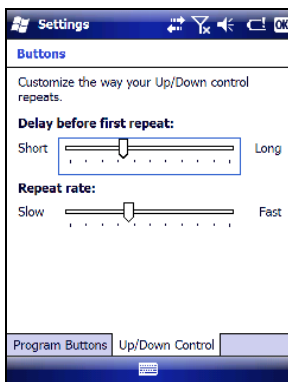 Settings
OK
Buttons
Customize the way your Up/Down control
repeats.
Delay before first repeat:
Short Long
Repeat rate:
Slow Fast
Program Buttons Up/Down Control